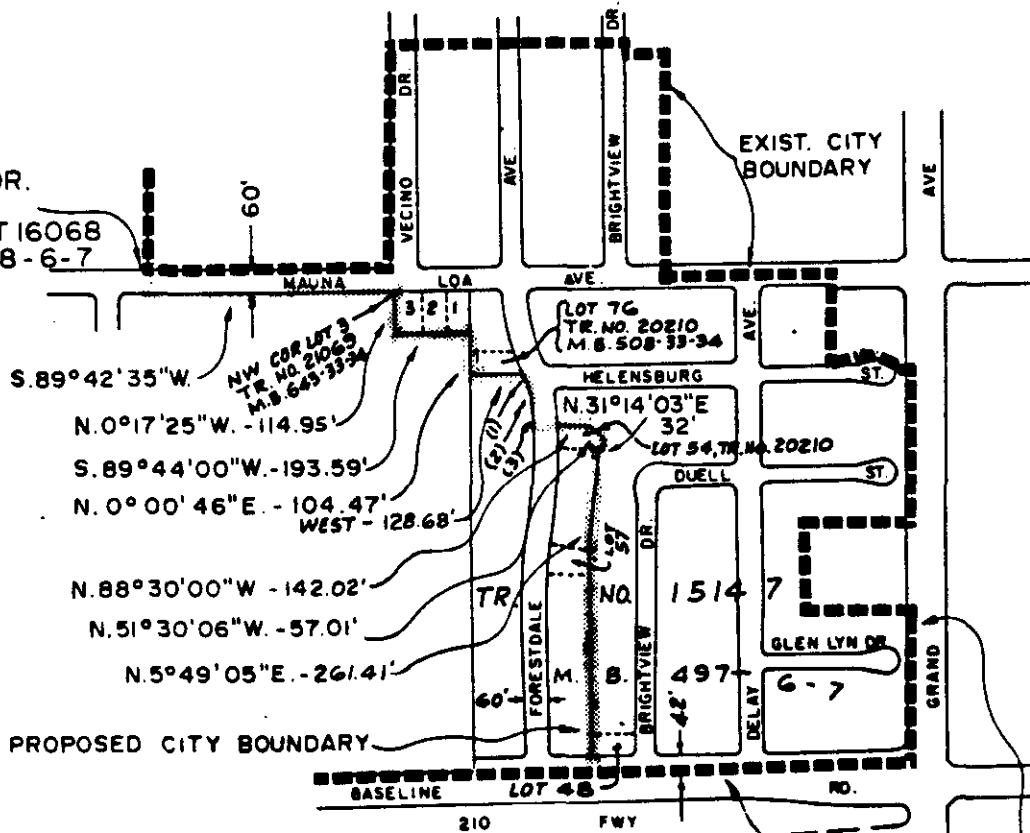 DR.
DR
VECINO
AVE
DR
BRIGHTVIEW
EXIST. CITY
BOUNDARY
AVE
T 16068
8-6-7
60'
MAUNA LOA AVE.
3 2 1
NW COR LOT 3
TR. NO. 21069
M.B. 643-33-34
LOT 76
TR. NO. 20210
M.B. 508-33-34
AVE
S.89°42'35"W.
HELENSBURG ST.
N.0°17'25"W. -114.95'
N.31°14'03"E
32'
(1)
(2)
(3)
LOT 54, TR. NO. 20210
S.89°44'00"W.-193.59'
DUELL ST.
N.0°00'46"E. - 104.47'
WEST - 128.68'
LOT 57
N.88°30'00"W -142.02'
TR NO. 15147
N.51°30'06"W. -57.01'
GLEN LYN DR
N.5°49'05"E. -261.41'
M. B. 497- 6-7
FORESTDALE
BRIGHTVIEW DR
DELAY
GRAND
60'
42'
PROPOSED CITY BOUNDARY
BASELINE RD.
LOT 48
210 FWY